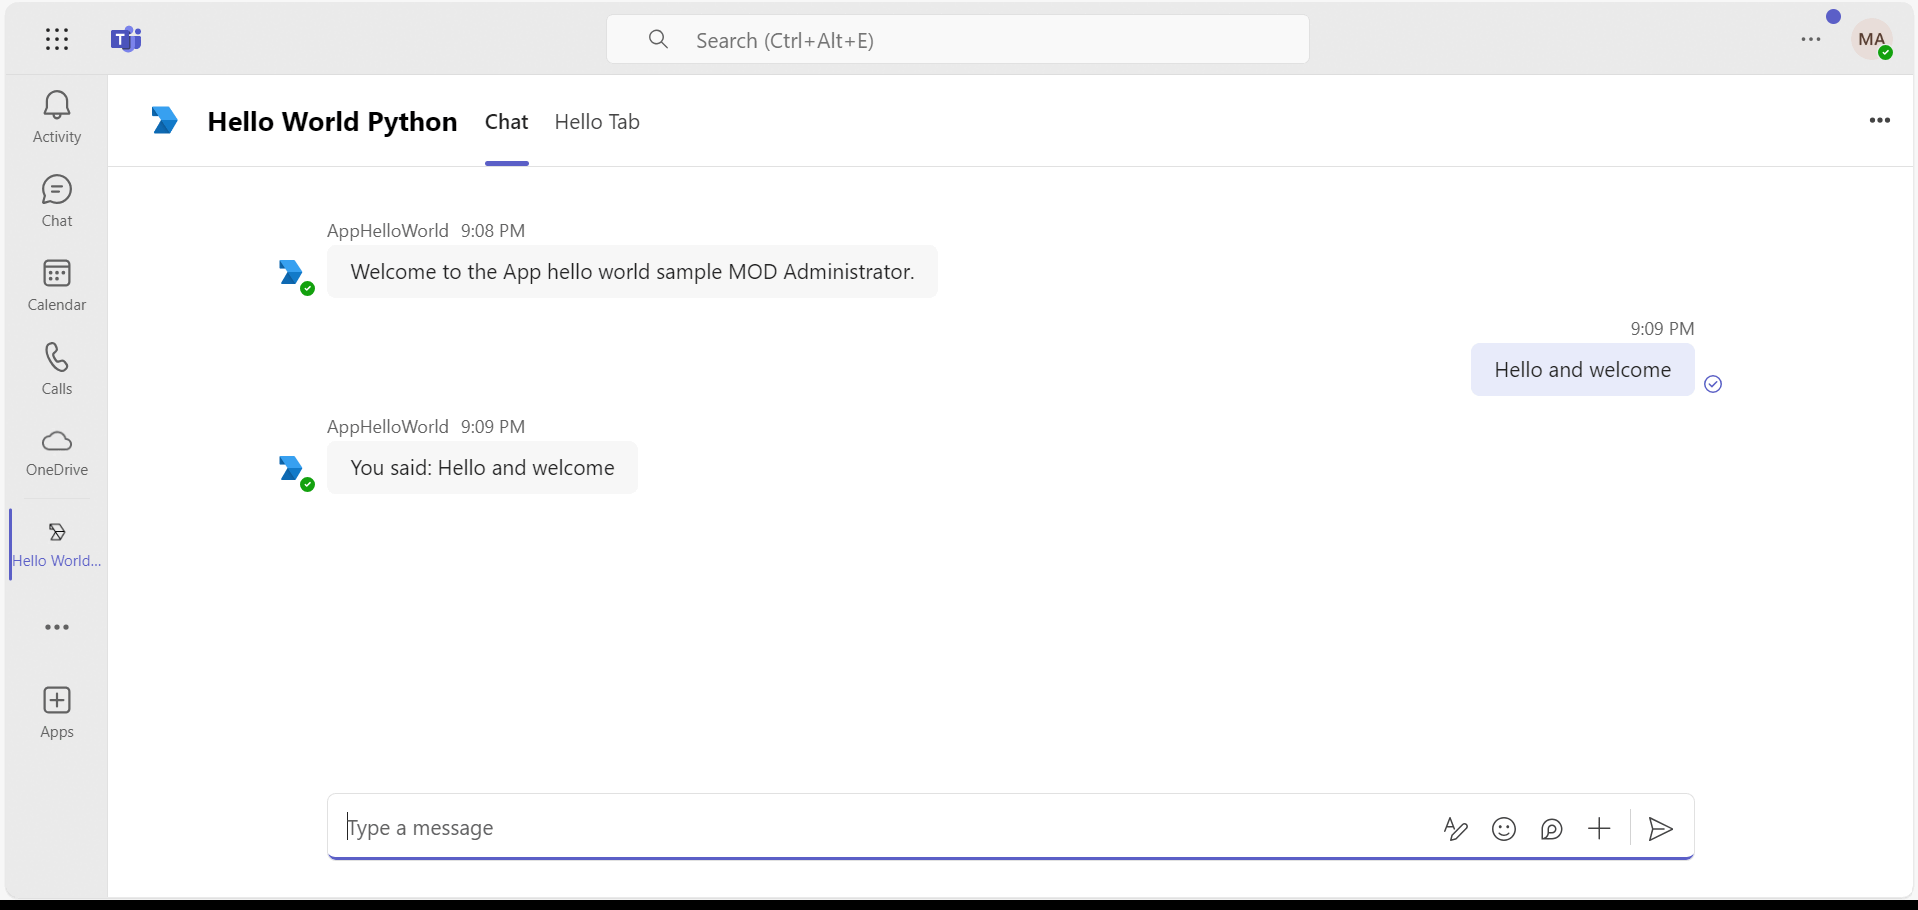 T
Search (Ctrl+Alt+E)
MA
Activity
Chat
Calendar
Calls
OneDrive
Hello World...
Apps
Hello World Python
Chat
Hello Tab
AppHelloWorld 9:08 PM
Welcome to the App hello world sample MOD Administrator.
9:09 PM
Hello and welcome
AppHelloWorld 9:09 PM
You said: Hello and welcome
Type a message